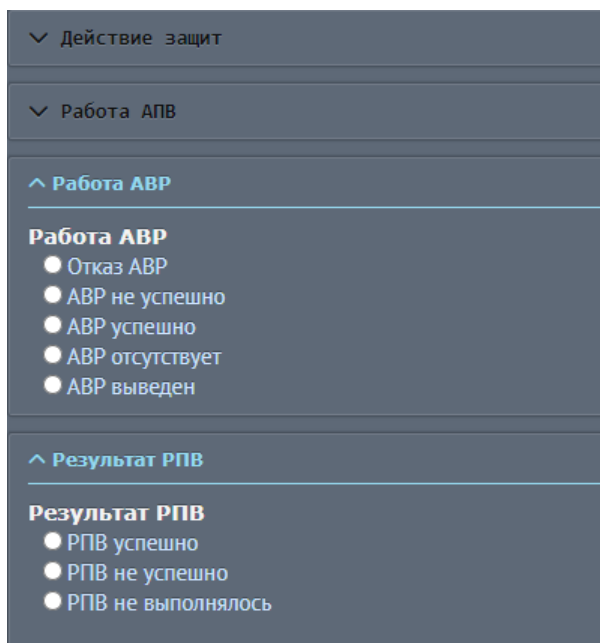 Действие защит
Работа АПВ
Работа АВР
Работа АВР
Отказ АВР
АВР не успешно
АВР успешно
АВР отсутствует
АВР выведен
Результат РПВ
Результат РПВ
РПВ успешно
РПВ не успешно
РПВ не выполнялось